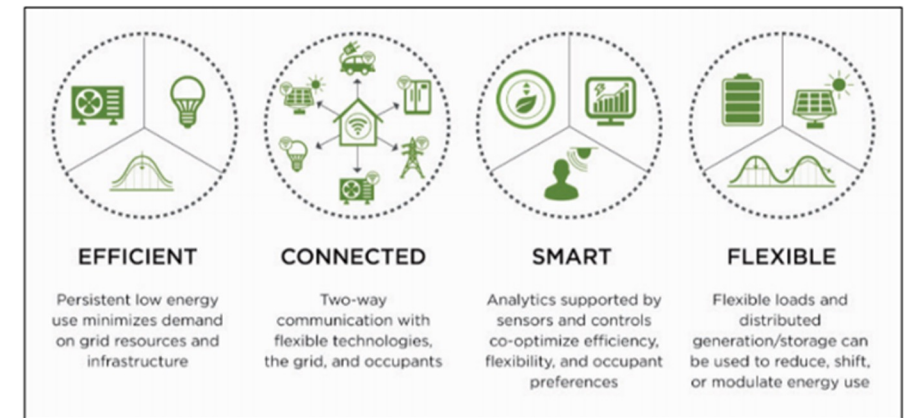 EFFICIENT
Persistent low energy
use minimizes demand
on grid resources and
infrastructure
CONNECTED
Two-way
communication with
flexible technologies,
the grid, and occupants
SMART
Analytics supported by
sensors and controls
co-optimize efficiency,
flexibility, and occupant
preferences
FLEXIBLE
Flexible loads and
distributed
generation/storage can
be used to reduce, shift,
or modulate energy use